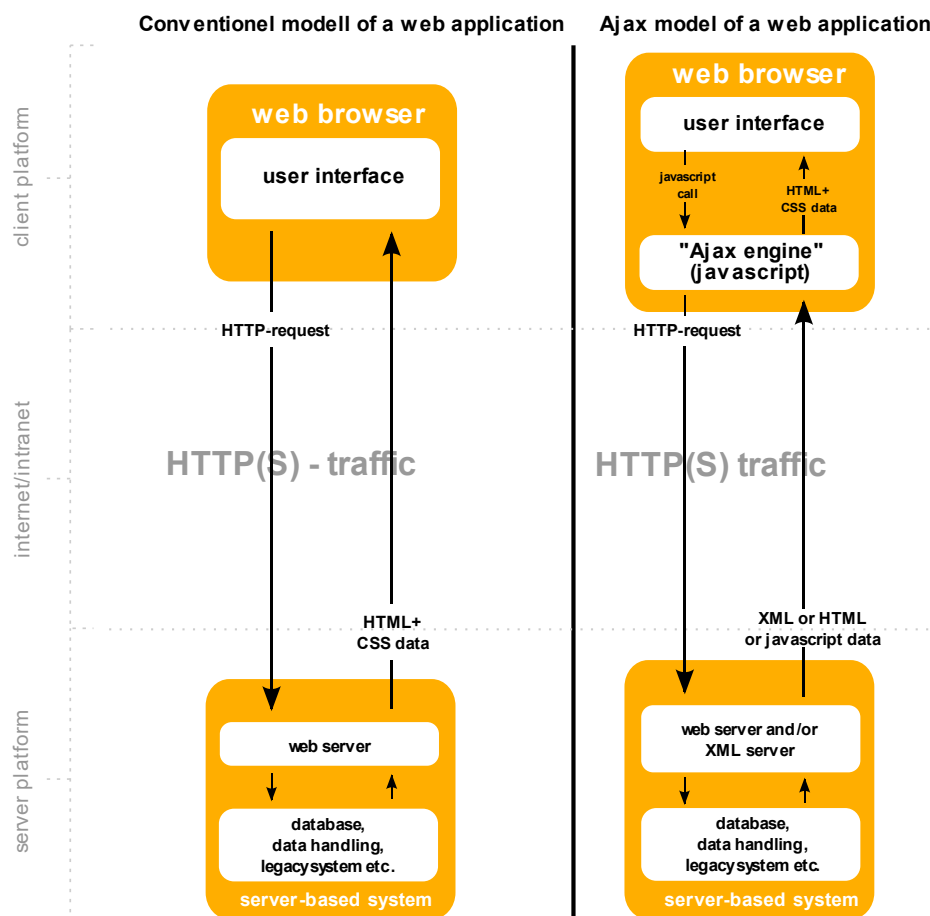 Conventionel modell of a web application
web browser
user interface
HTTP-request
HTTP(S) - traffic
HTML+
CSS data
web server
database,
data handling,
legacysystem etc.
server-based system
Ajax model of a web application
web browser
user interface
javascript
call
HTML+
CSS data
"Ajax engine"
(javascript)
HTTP-request
HTTP(S) traffic
XML or HTML
or javascript data
web server and/or
XML server
database,
data handling,
legacysystem etc.
server-based system
client platform
internet/intranet
server platform